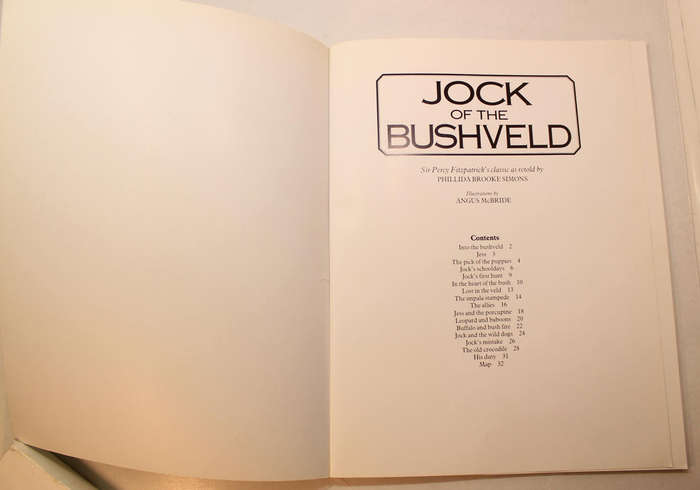 JOCK
OF THE
BUSHVELD
Sir Percy Fitzpatrick's classic as retold by
PHILLIDA BROOKE SIMONS
Illustrations by
ANGUS McBRIDE
Contents
Into the bushveld 2
Jess 3
The pick of the puppies 4
Jock's schooldays 6
Jock's first hunt 9
In the heart of the bush 10
Lost in the veld 13
The impala stampede 14
The allies 16
Jess and the porcupine 18
Leopard and baboons 20
Buffalo and bush fire 22
Jock and the wild dogs 24
Jock's mistake 26
The old crocodile 28
His duty 31
Map 32